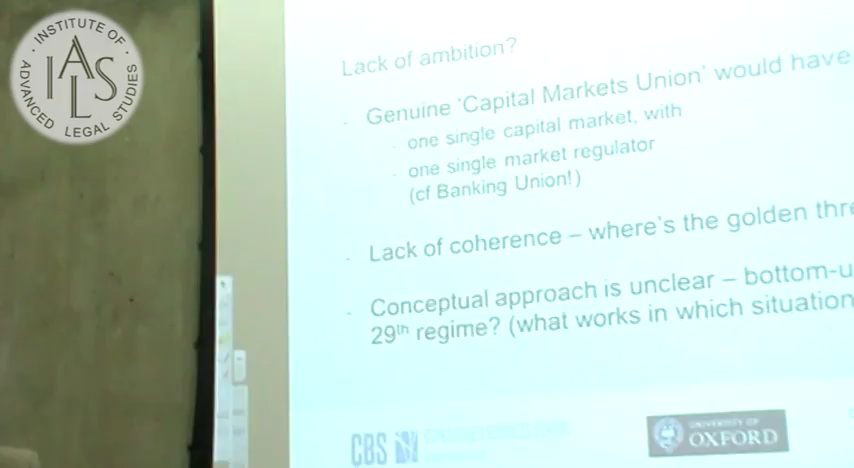 INSTITUTE OF
ADVANCED LEGAL STUDIES
IALS
Lack of ambition?
Genuine 'Capital Markets Union' would have
one single capital market, with
one single market regulator
(cf Banking Union!)
Lack of coherence – where's the golden thre
Conceptual approach is unclear – bottom-u
29th regime? (what works in which situation
CBS
UNIVERSITY OF
OXFORD